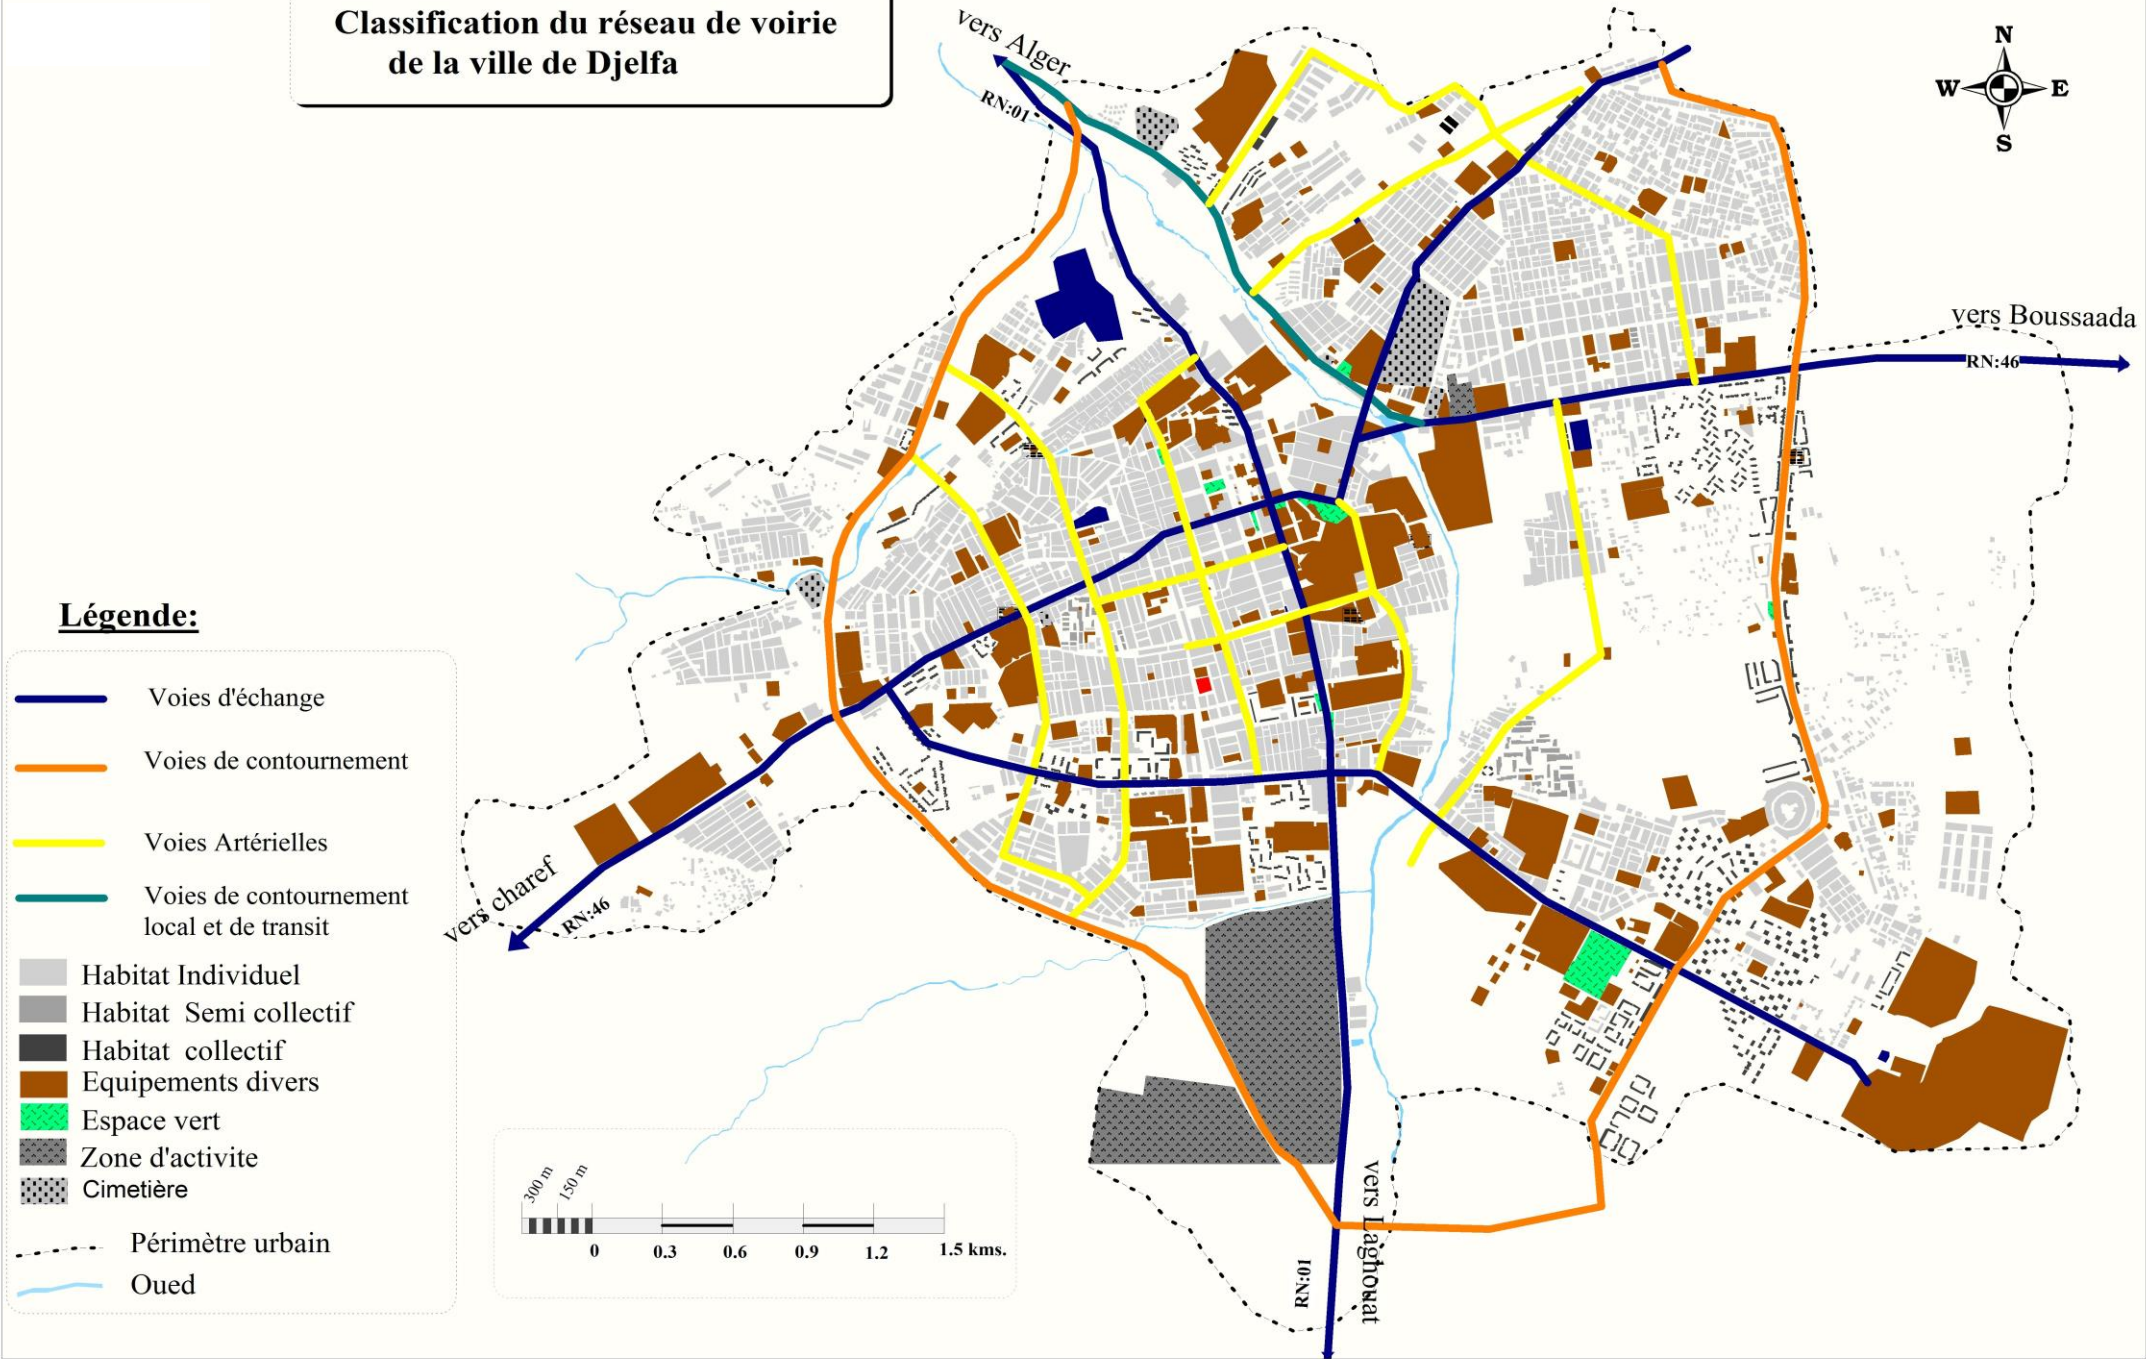 Classification du réseau de voirie
de la ville de Djelfa
vers Alger
RN:01
N
W E
S
vers Boussaada
RN:46
Légende:
Voies d'échange
Voies de contournement
Voies Artérielles
Voies de contournement
local et de transit
Habitat Individuel
Habitat Semi collectif
Habitat collectif
Equipements divers
Espace vert
Zone d'activite
Cimetière
Périmètre urbain
Oued
vers charef
RN:46
300 m 150 m
0 0.3 0.6 0.9 1.2 1.5 kms.
vers Laghouat
RN:01